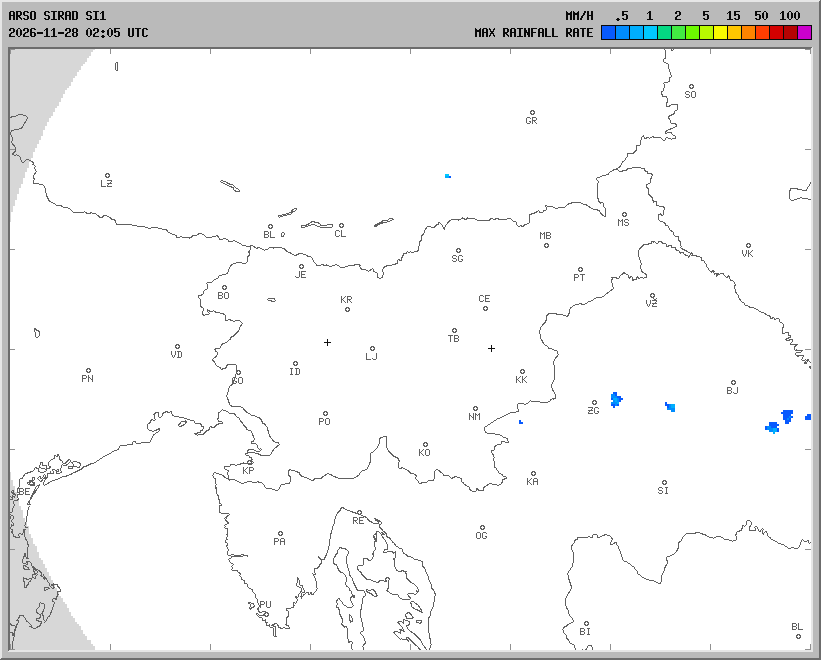 ARSO SIRAD SI1 MM/H .5 1 2 5 15 50 100
2026-11-28 02:05 UTC MAX RAINFALL RATE
SO
GR
LZ
MS
BL CL
MB
VK
SG
JE PT
BO KR CE VŽ
TB
VD LJ
ID
PN GO KK BJ
ZG
PO NM
KO
KP
BE KA SI
RE
PA OG
PU
BI BL